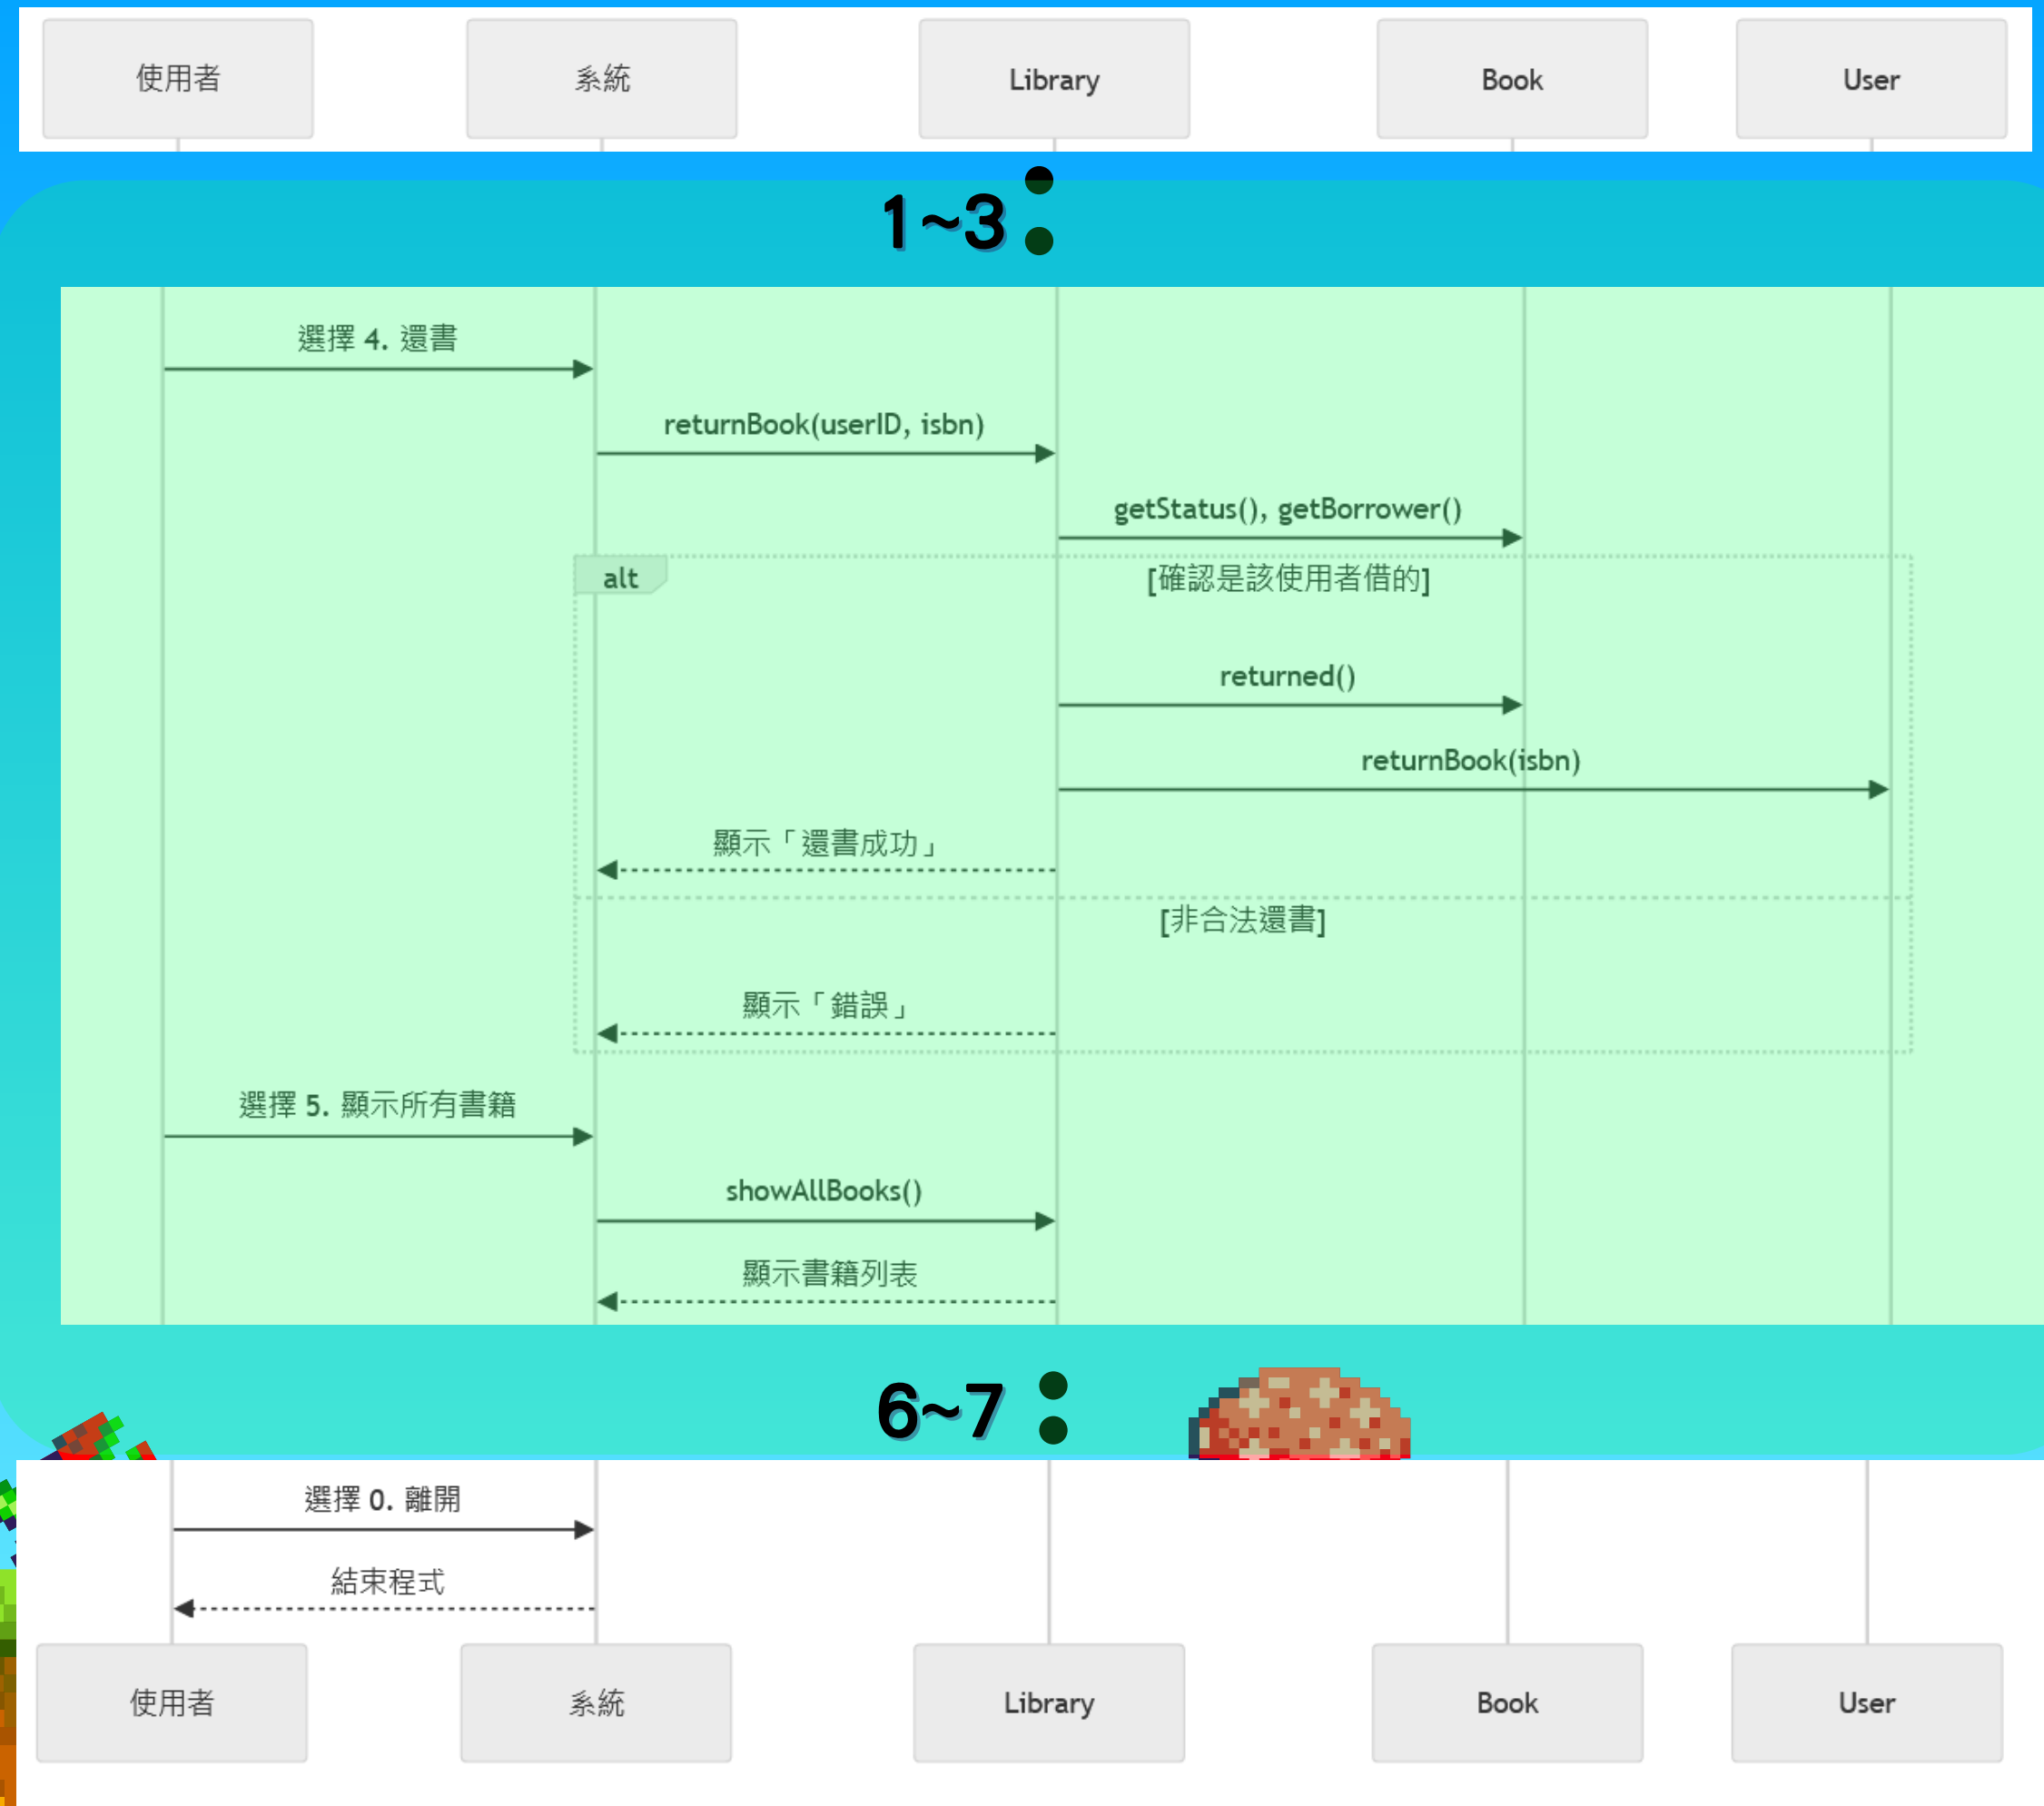 使用者
系統
Library
Book
User
1~3:
選擇 4. 還書
returnBook(userID, isbn)
getStatus(), getBorrower()
alt
[確認是該使用者借的]
returned()
returnBook(isbn)
顯示「還書成功」
[非合法還書]
顯示「錯誤」
選擇 5. 顯示所有書籍
showAllBooks()
顯示書籍列表
6~7:
選擇 0. 離開
結束程式
使用者
系統
Library
Book
User